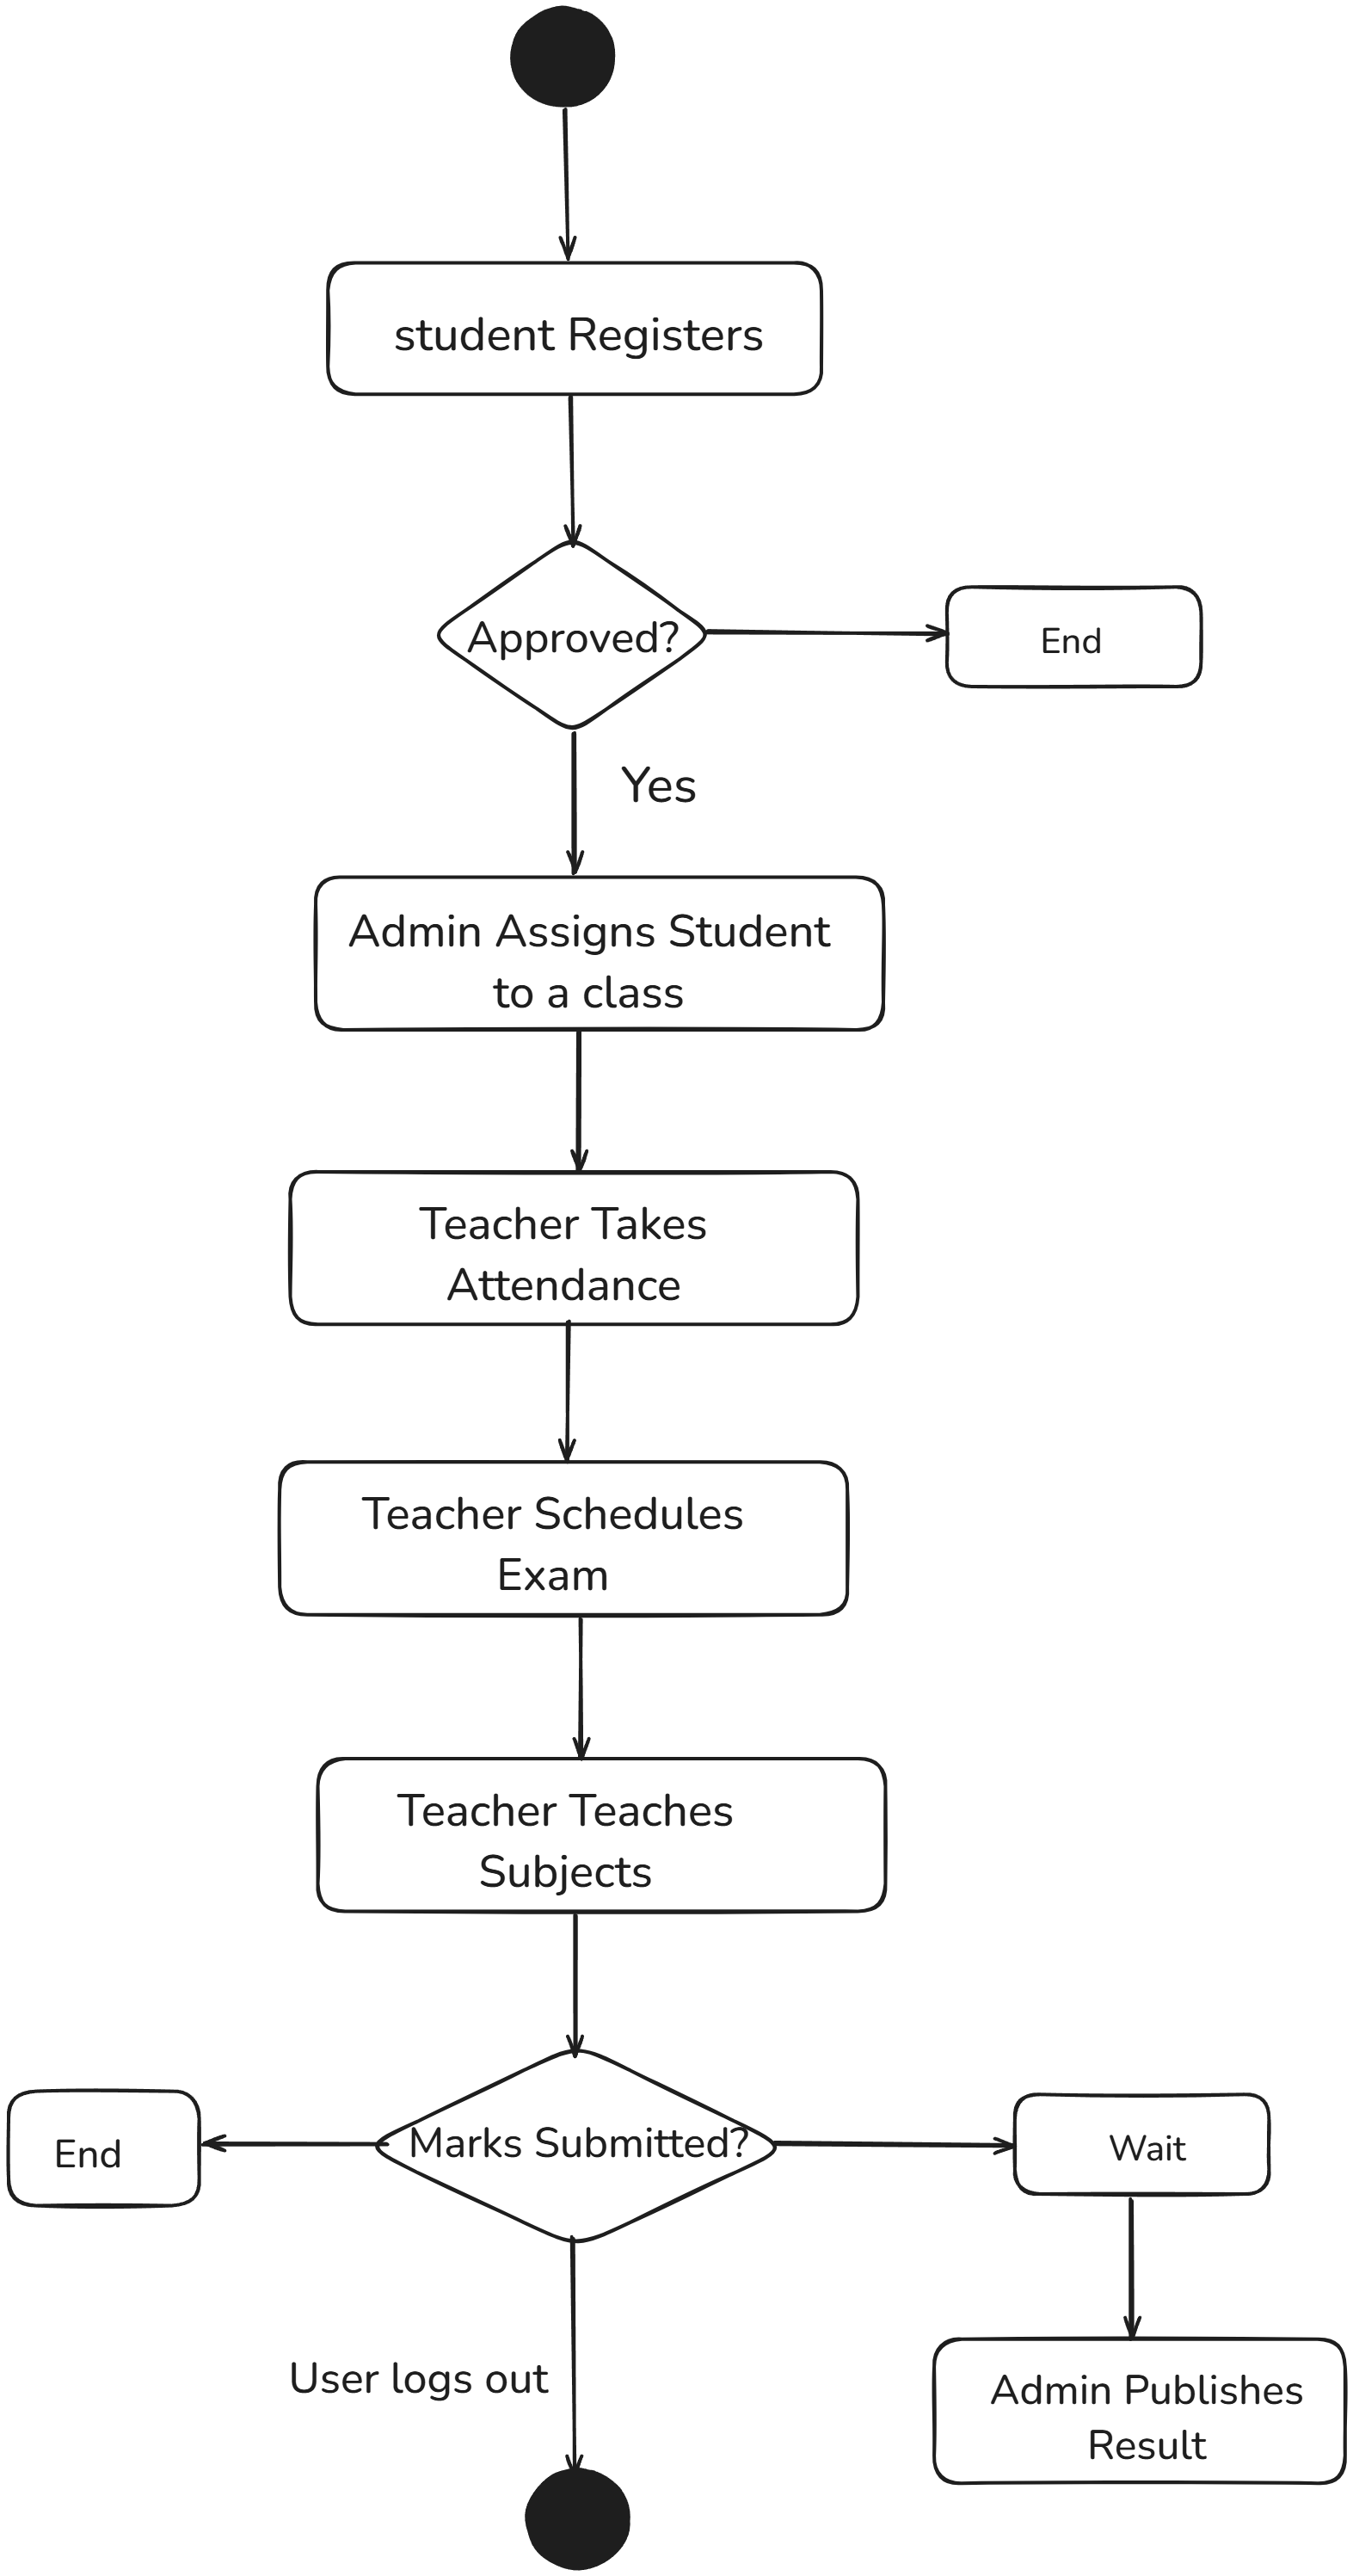 student Registers
Approved?
End
Yes
Admin Assigns Student
to a class
Teacher Takes
Attendance
Teacher Schedules
Exam
Teacher Teaches
Subjects
End
Marks Submitted?
Wait
User logs out
Admin Publishes
Result